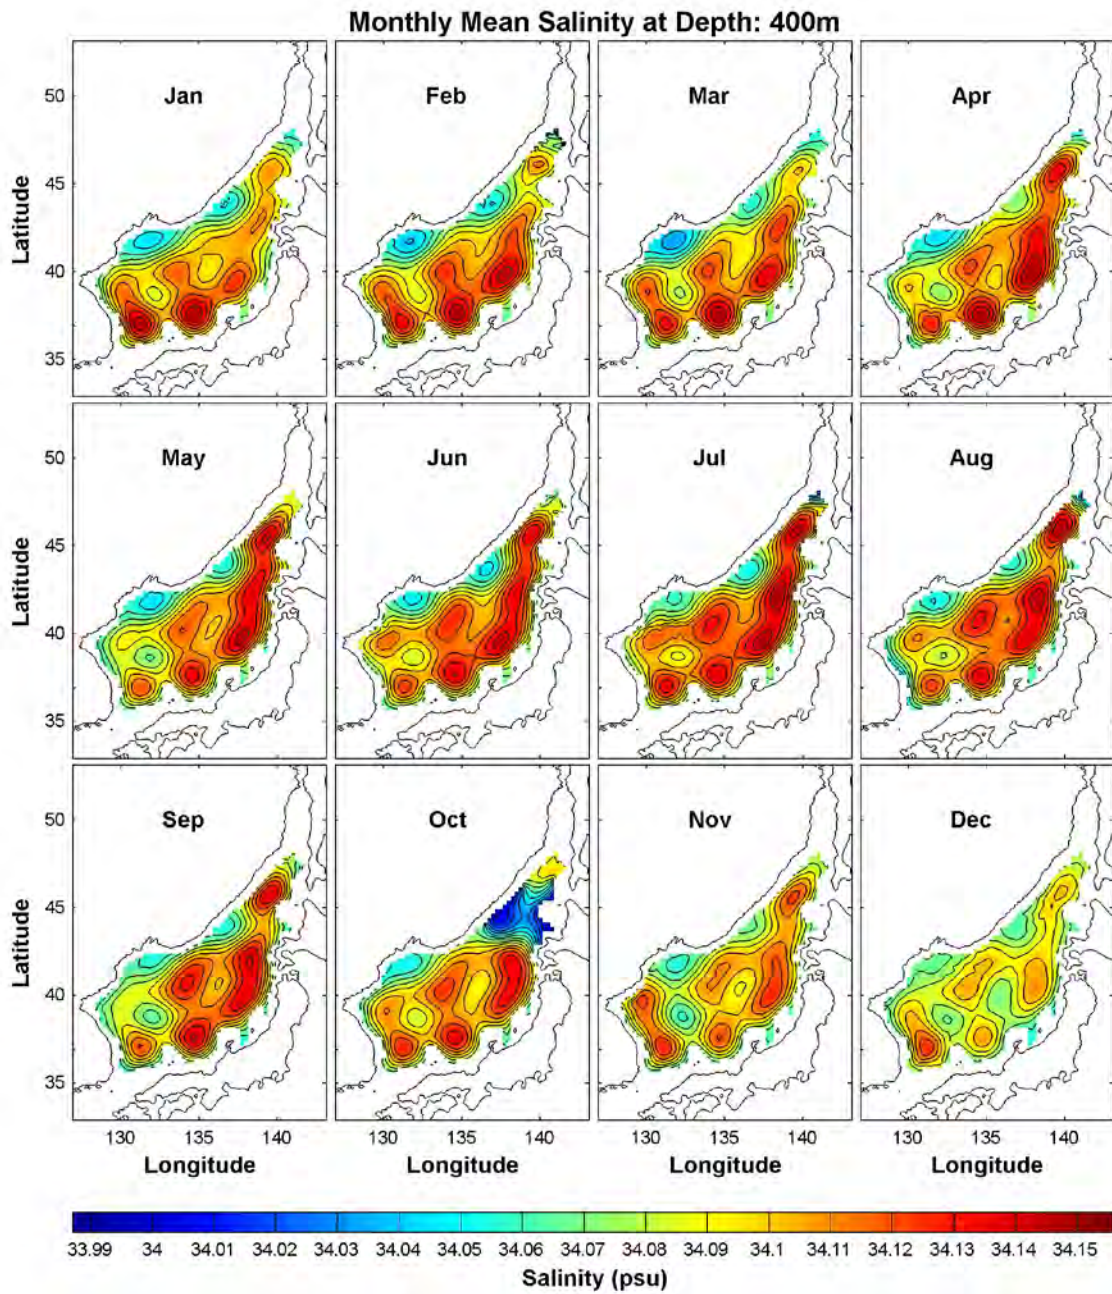 Monthly Mean Salinity at Depth: 400m
Jan Feb Mar Apr
50
45
40
35
Latitude
May Jun Jul Aug
50
45
40
35
Latitude
Sep Oct Nov Dec
50
45
40
35
Latitude
130 135 140 130 135 140 130 135 140 130 135 140
Longitude Longitude Longitude Longitude
33.99 34 34.01 34.02 34.03 34.04 34.05 34.06 34.07 34.08 34.09 34.1 34.11 34.12 34.13 34.14 34.15
Salinity (psu)